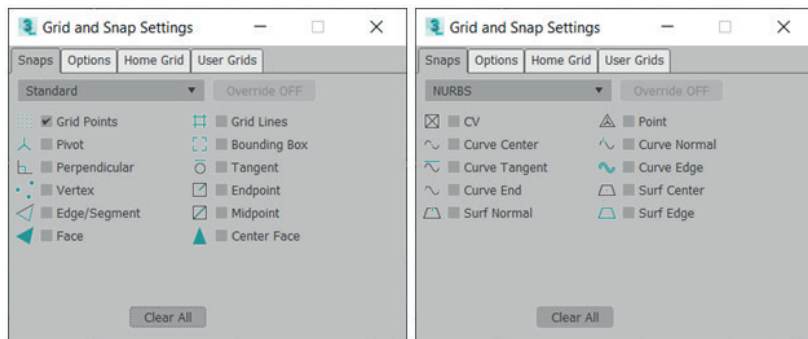 Grid and Snap Settings
Snaps Options Home Grid User Grids
Standard Override OFF
Grid Points Grid Lines
Pivot Bounding Box
Perpendicular Tangent
Vertex Endpoint
Edge/Segment Midpoint
Face Center Face
Clear All
Grid and Snap Settings
Snaps Options Home Grid User Grids
NURBS Override OFF
CV Point
Curve Center Curve Normal
Curve Tangent Curve Edge
Curve End Surf Center
Surf Normal Surf Edge
Clear All